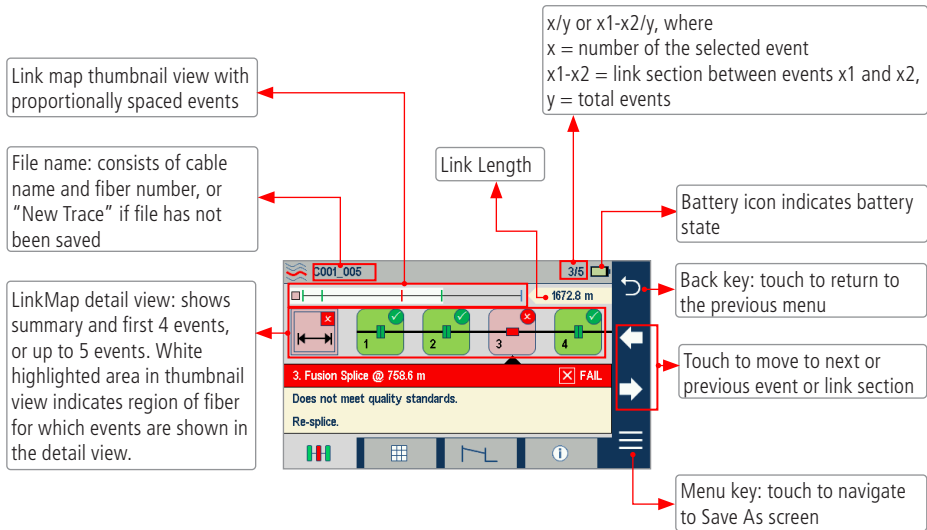 x/y or x1-x2/y, where
x = number of the selected event
x1-x2 = link section between events x1 and x2,
y = total events
Link map thumbnail view with
proportionally spaced events
File name: consists of cable
name and fiber number, or
“New Trace” if file has not
been saved
Link Length
Battery icon indicates battery
state
C001_005
3/5
1672.8 m
Back key: touch to return to
the previous menu
LinkMap detail view: shows
summary and first 4 events,
or up to 5 events. White
highlighted area in thumbnail
view indicates region of fiber
for which events are shown in
the detail view.
1
2
3
4
Touch to move to next or
previous event or link section
3. Fusion Splice @ 758.6 m
FAIL
Does not meet quality standards.
Re-splice.
Menu key: touch to navigate
to Save As screen